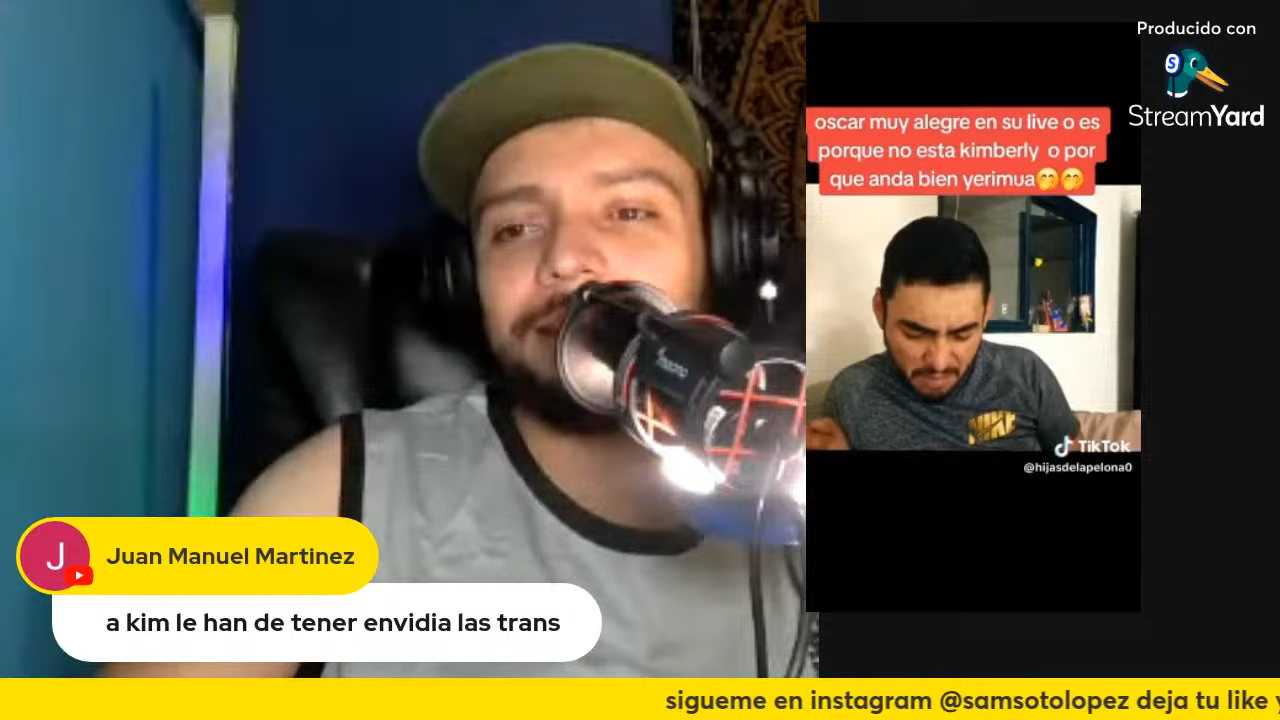 Producido con
StreamYard
oscar muy alegre en su live o es
porque no esta kimberly o por
que anda bien yerimua🤭🤭
NIKE
TikTok
@hijasdelapelona0
J
Juan Manuel Martinez
a kim le han de tener envidia las trans
sigueme en instagram @samsotolopez deja tu like y